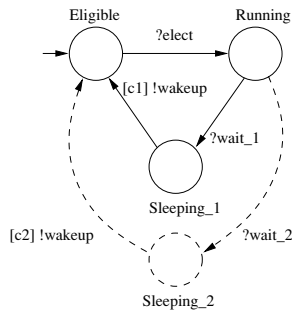 Eligible
Running
?elect
[c1] !wakeup
?wait_1
Sleeping_1
[c2] !wakeup
?wait_2
Sleeping_2